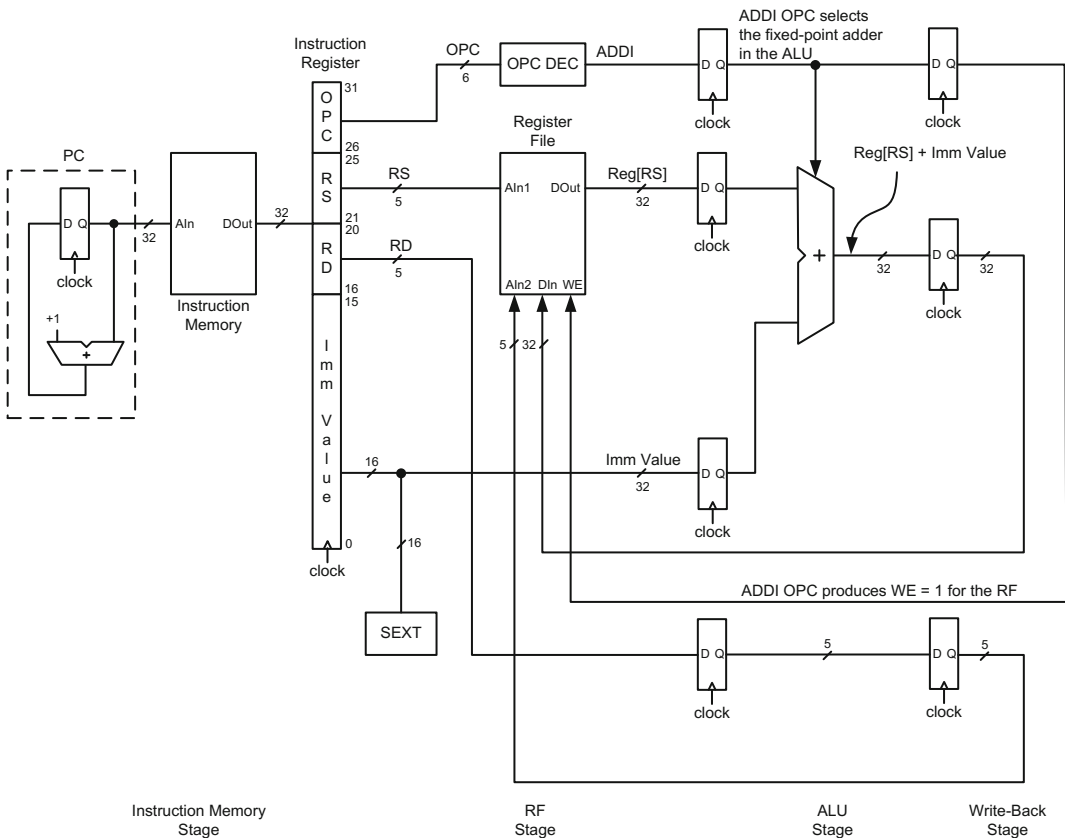 ADDI OPC selects
the fixed-point adder
in the ALU
Instruction
Register
OPC
6
OPC DEC
ADDI
D Q
clock
D Q
clock
31
O
P
C
26
25
R
S
21
20
R
D
16
15
I
m
m
V
a
l
u
e
0
clock
PC
D Q
clock
+1
+
32
AIn
DOut
Instruction
Memory
32
RS
5
RD
5
Register
File
AIn1
DOut
AIn2 DIn WE
5
32
Reg[RS]
32
D Q
clock
Reg[RS] + Imm Value
+
32
D Q
32
clock
16
16
SEXT
Imm Value
32
D Q
clock
ADDI OPC produces WE = 1 for the RF
D Q
clock
5
D Q
5
clock
Instruction Memory
Stage
RF
Stage
ALU
Stage
Write-Back
Stage